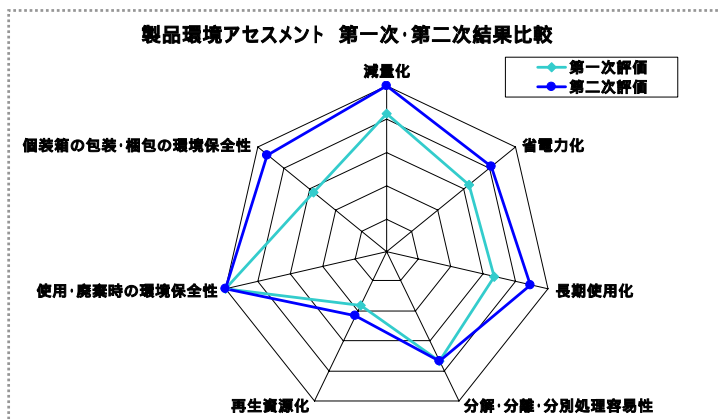 製品環境アセスメント 第一次・第二次結果比較
減量化
第一次評価
第二次評価
個装箱の包装・梱包の環境保全性
省電力化
使用・廃棄時の環境保全性
長期使用化
再生資源化
分解・分離・分別処理容易性